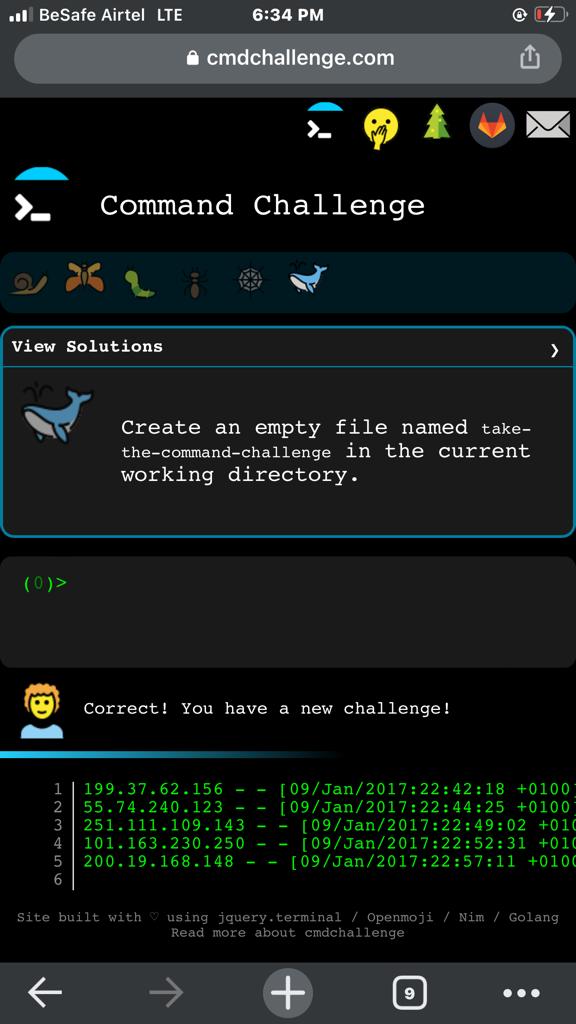 BeSafe Airtel LTE 6:34 PM
cmdchallenge.com
Command Challenge
View Solutions
Create an empty file named take-
the-command-challenge in the current
working directory.
(0)>
Correct! You have a new challenge!
1 199.37.62.156 - - [09/Jan/2017:22:42:18 +0100]
2 55.74.240.123 - - [09/Jan/2017:22:44:25 +0100
3 251.111.109.143 - - [09/Jan/2017:22:49:02 +010
4 101.163.230.250 - - [09/Jan/2017:22:52:31 +010
5 200.19.168.148 - - [09/Jan/2017:22:57:11 +0100
6
Site built with ♡ using jquery.terminal / Openmoji / Nim / Golang
Read more about cmdchallenge
9